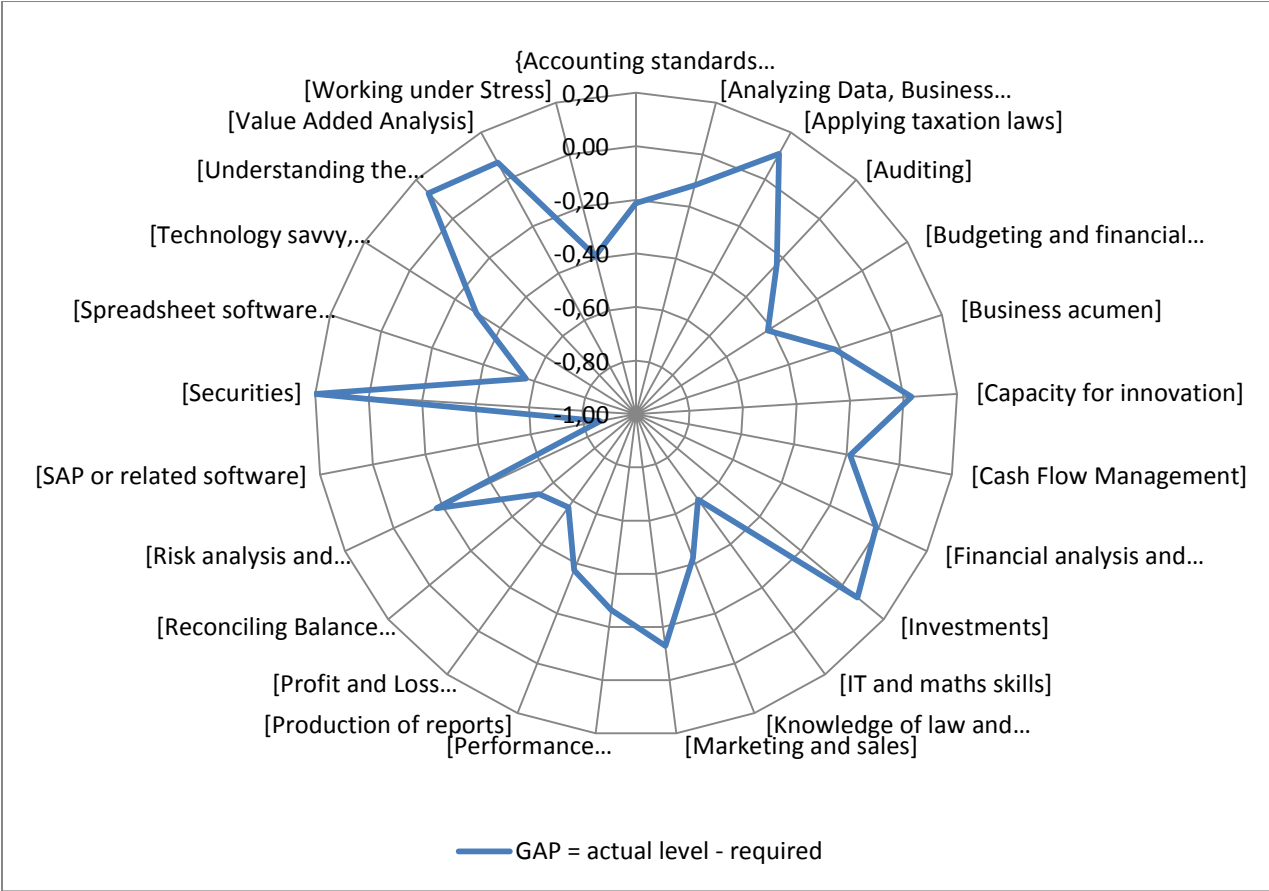 {Accounting standards…
[Analyzing Data, Business…
[Applying taxation laws]
[Auditing]
[Budgeting and financial…
[Business acumen]
[Capacity for innovation]
[Cash Flow Management]
[Financial analysis and…
[Investments]
[IT and maths skills]
[Knowledge of law and…
[Marketing and sales]
[Performance…
[Production of reports]
[Profit and Loss…
[Reconciling Balance…
[Risk analysis and…
[SAP or related software]
[Securities]
[Spreadsheet software…
[Technology savvy,…
[Understanding the…
[Value Added Analysis]
[Working under Stress]
0,20
0,00
-0,20
-0,40
-0,60
-0,80
-1,00
GAP = actual level - required